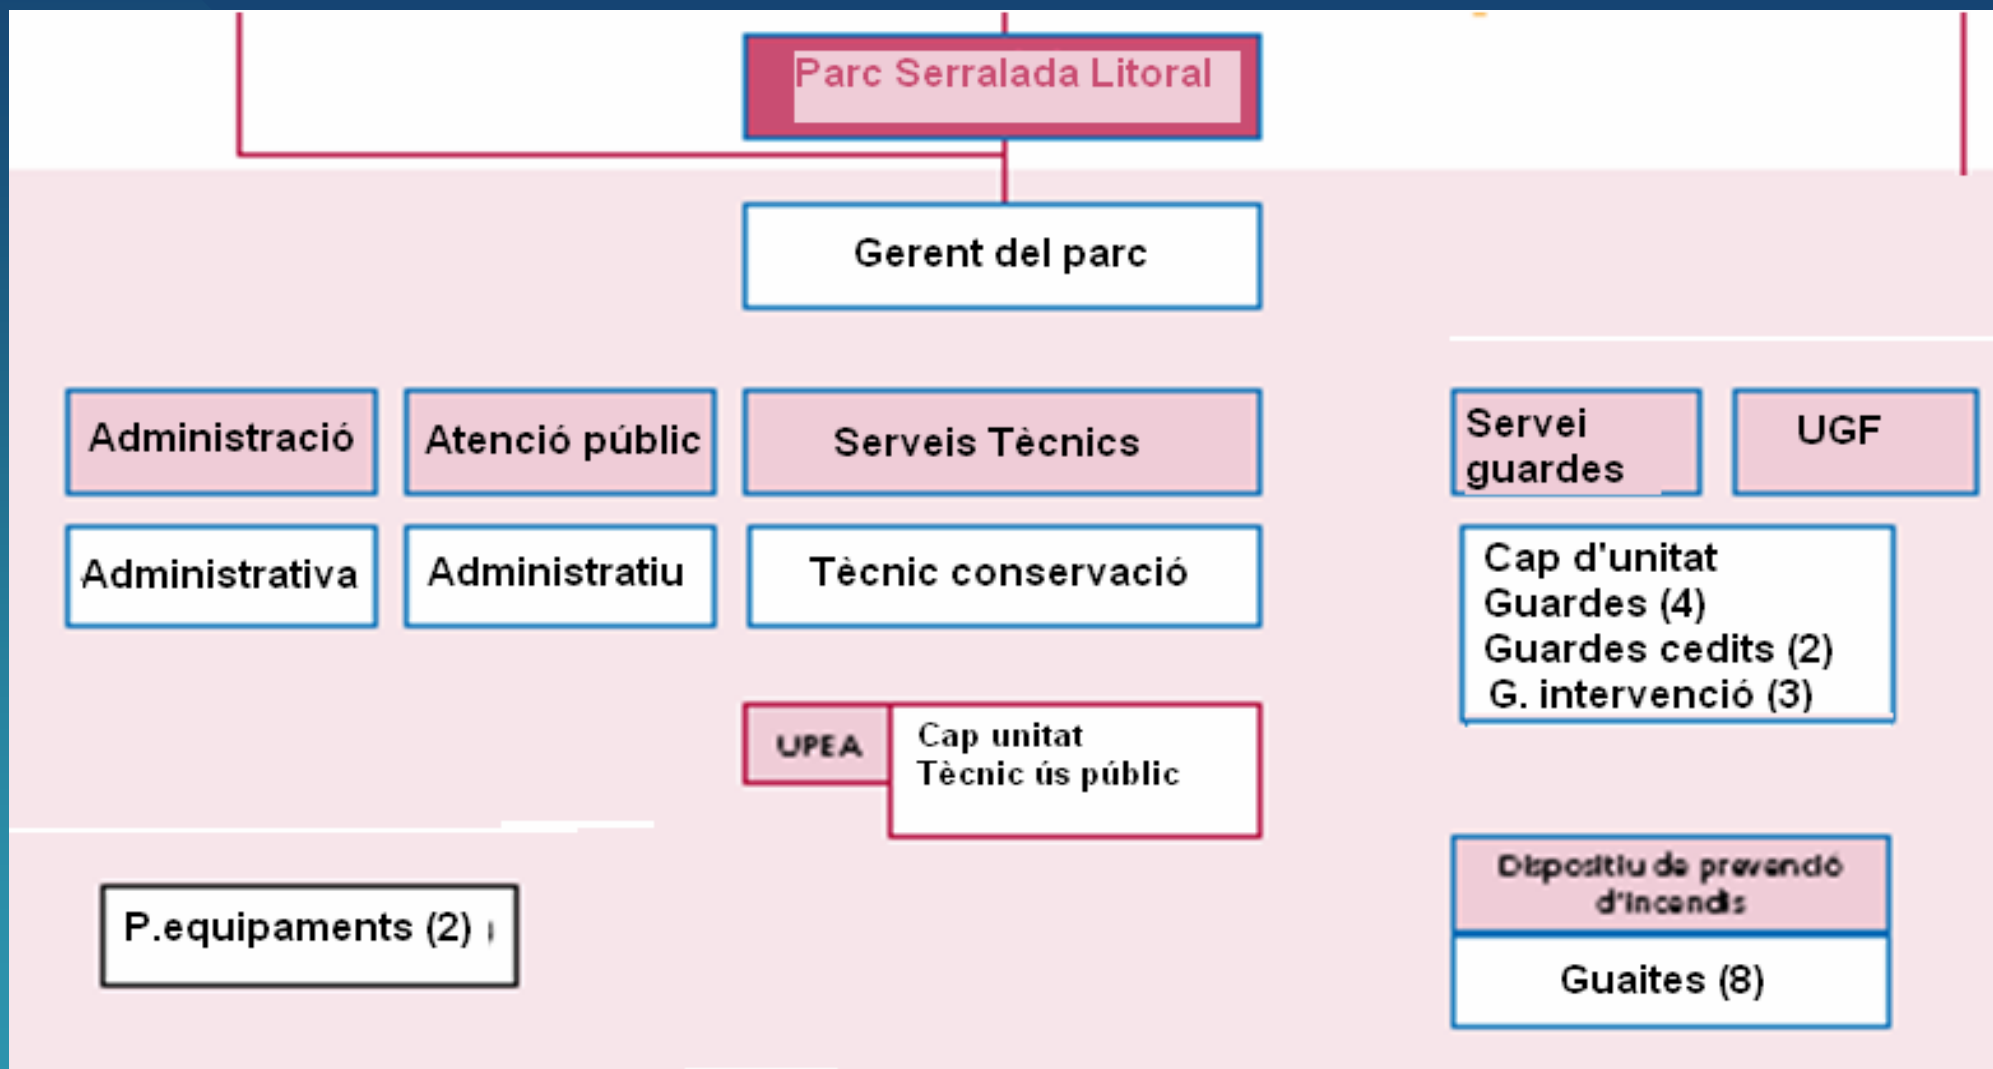 Parc Serralada Litoral
Gerent del parc
Administració
Atenció públic
Serveis Tècnics
Servei
guardes
UGF
Administrativa
Administratiu
Tècnic conservació
Cap d'unitat
Guardes (4)
Guardes cedits (2)
G. intervenció (3)
UPEA
Cap unitat
Tècnic ús públic
P.equipaments (2)
Dispositiu de prevenció
d'incendis
Guaites (8)